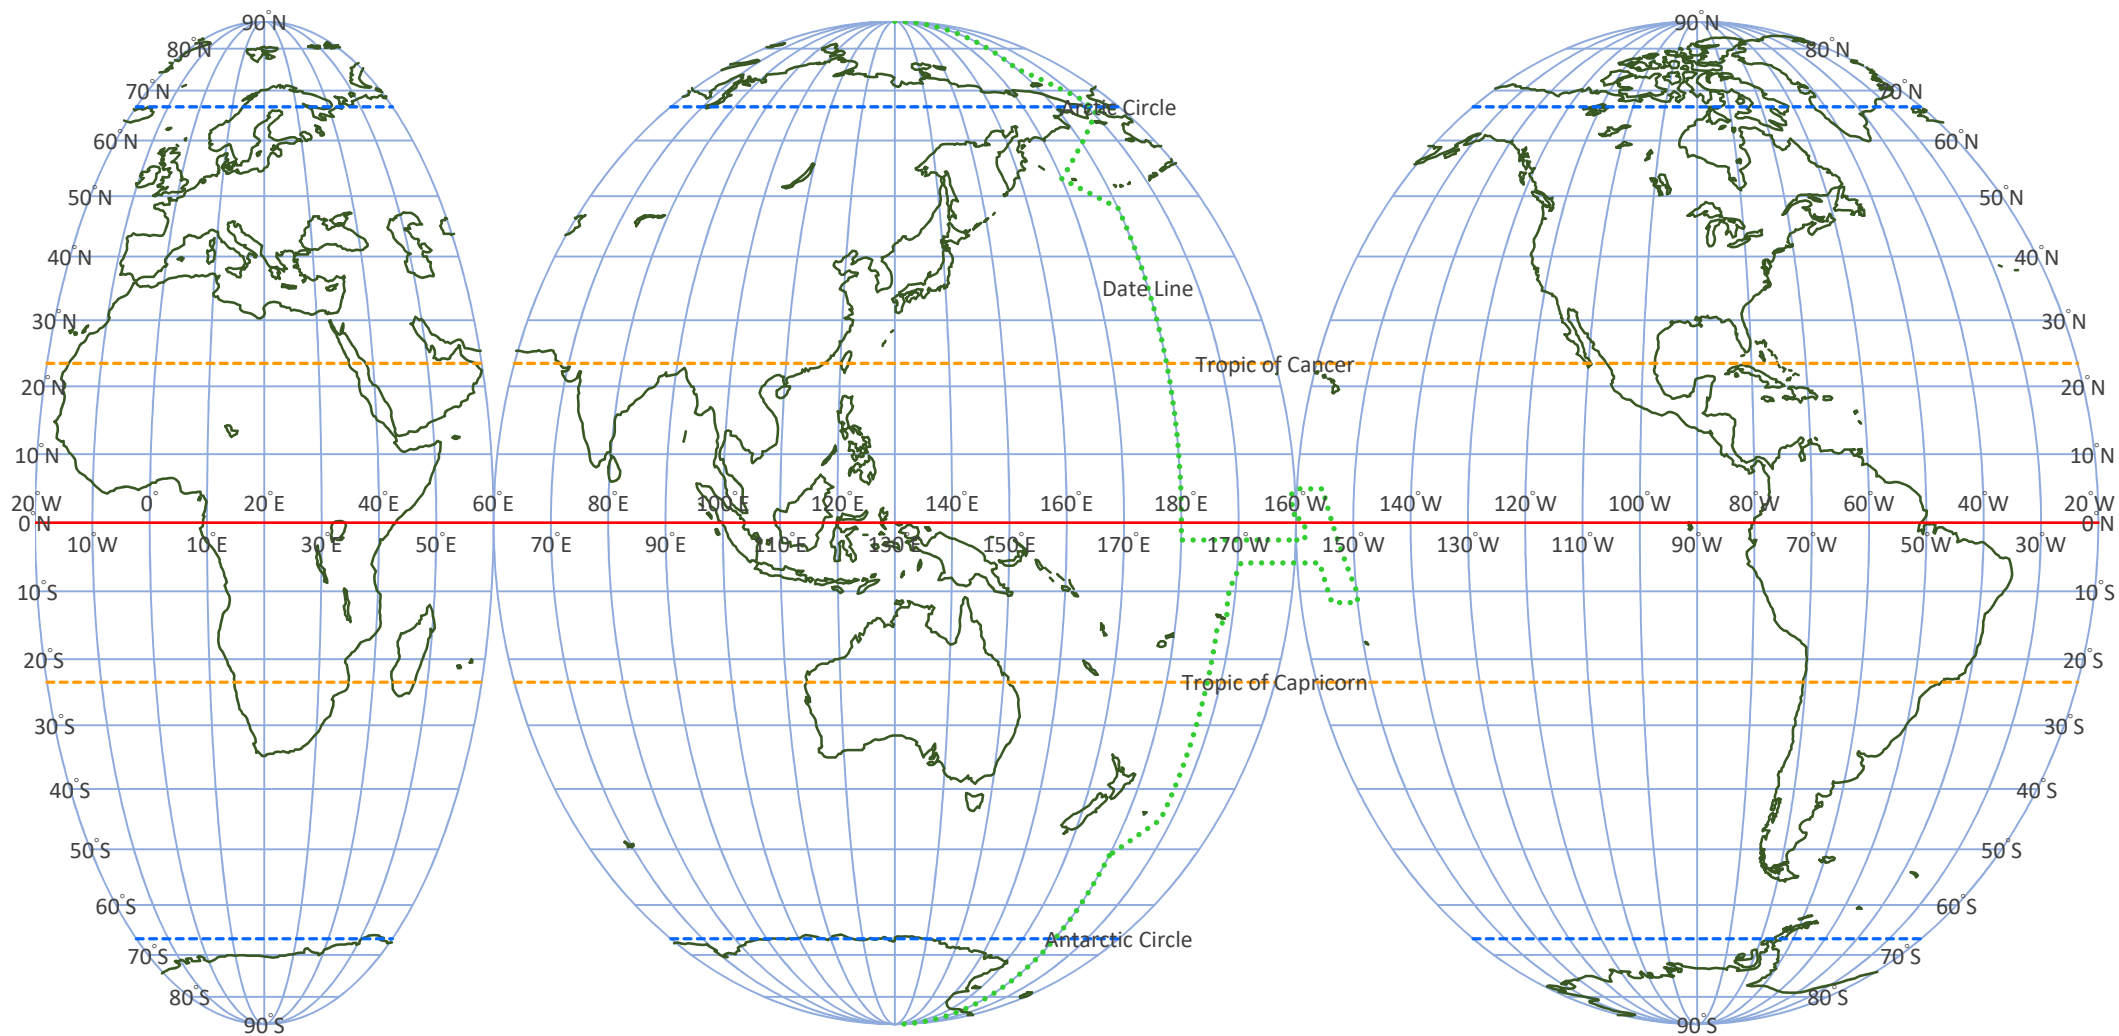 90°N 90°N
80°N 80°N
70°N 70°N
Arctic Circle
60°N 60°N
50°N 50°N
40°N 40°N
Date Line
30°N 30°N
Tropic of Cancer
20°N 20°N
10°N 10°N
20°W 0° 20°E 40°E 60°E 80°E 100°E 120°E 140°E 160°E 180°E 160°W 140°W 120°W 100°W 80°W 60°W 40°W 20°W
0°N 0°N
10°W 10°E 30°E 50°E 70°E 90°E 110°E 130°E 150°E 170°E 170°W 150°W 130°W 110°W 90°W 70°W 50°W 30°W
10°S 10°S
20°S 20°S
Tropic of Capricorn
30°S 30°S
40°S 40°S
50°S 50°S
60°S 60°S
Antarctic Circle
70°S 70°S
80°S 80°S
90°S 90°S